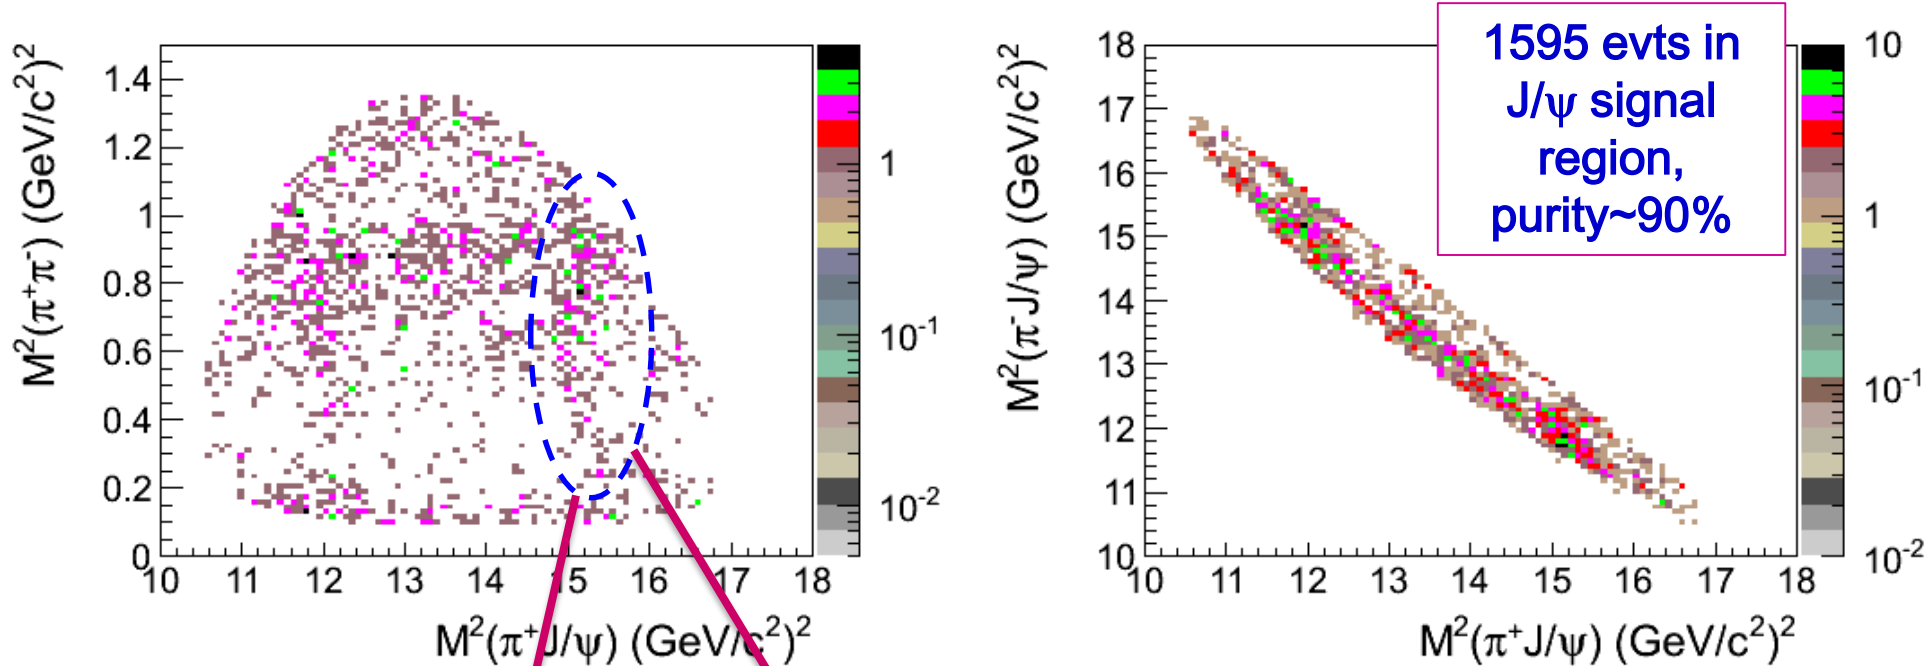 M²(π⁺π⁻) (GeV/c²)²
1.4
1.2
1
0.8
0.6
0.4
0.2
0
10 11 12 13 14 15 16 17 18
M²(π⁺J/ψ) (GeV/c²)²
1
10⁻¹
10⁻²
M²(π⁻J/ψ) (GeV/c²)²
18
17
16
15
14
13
12
11
10
10 11 12 13 14 15 16 17 18
M²(π⁺J/ψ) (GeV/c²)²
1595 evts in
J/ψ signal
region,
purity~90%
10
1
10⁻¹
10⁻²